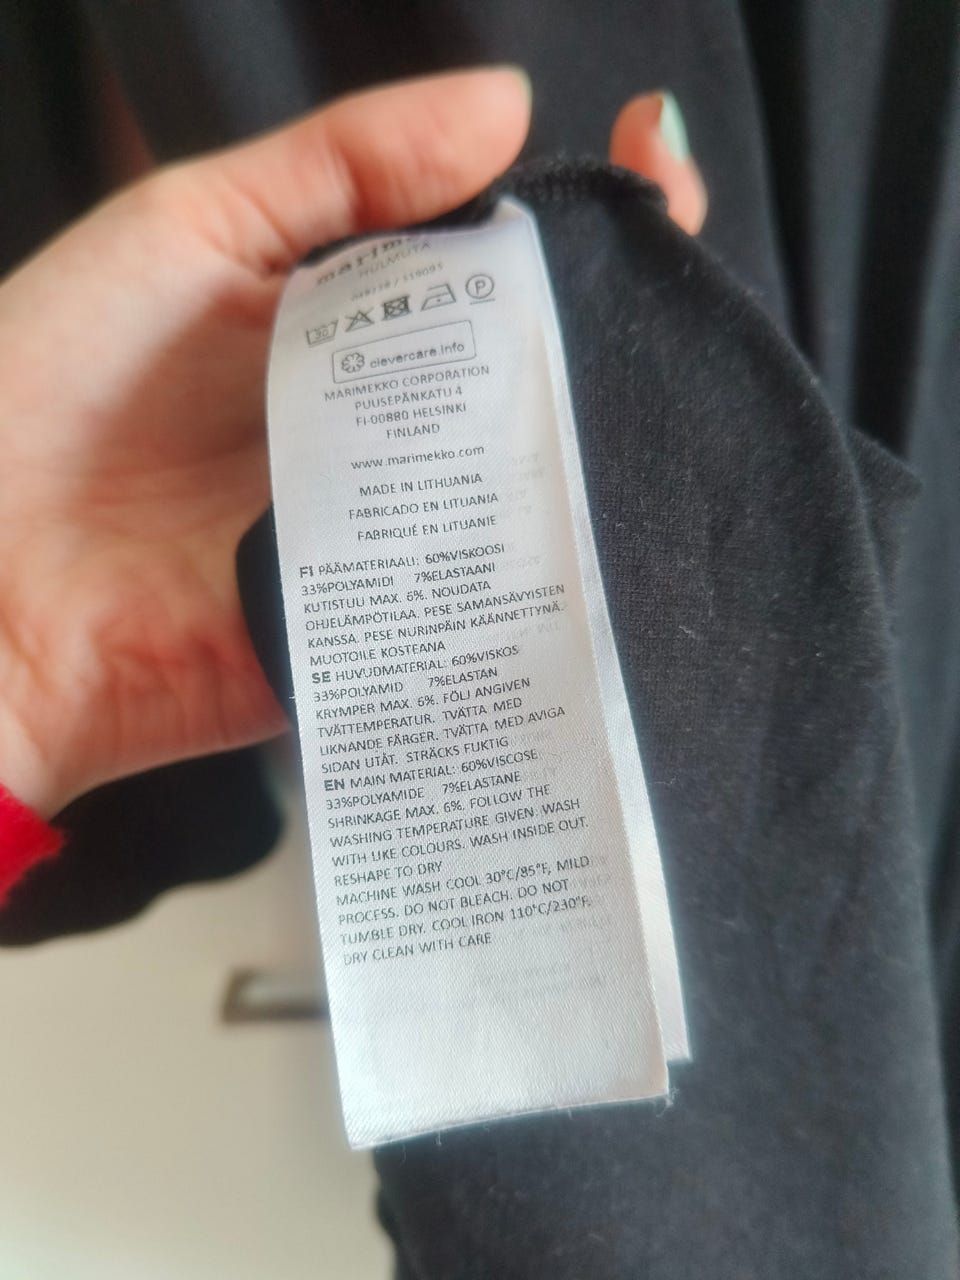 HULMUTA
30
P
clevercare.info
MARIMEKKO CORPORATION
PUUSEPÄNKATU 4
FI-00880 HELSINKI
FINLAND
www.marimekko.com
MADE IN LITHUANIA
FABRICADO EN LITUANIA
FABRIQUÉ EN LITUANIE
FI PÄÄMATERIAALI: 60%VISKOOSI
33%POLYAMIDI 7%ELASTAANI
KUTISTUU MAX. 6%. NOUDATA
OHJELÄMPÖTILAA. PESE SAMANSÄVYISTEN
KANSSA. PESE NURINPÄIN KÄÄNNETTYNÄ.
MUOTOILE KOSTEANA
SE HUVUDMATERIAL: 60%VISKOS
33%POLYAMID 7%ELASTAN
KRYMPER MAX. 6%. FÖLJ ANGIVEN
TVÄTTEMPERATUR. TVÄTTA MED
LIKNANDE FÄRGER. TVÄTTA MED AVIGA
SIDAN UTÅT. STRÄCKS FUKTIG
EN MAIN MATERIAL: 60%VISCOSE
33%POLYAMIDE 7%ELASTANE
SHRINKAGE MAX. 6%. FOLLOW THE
WASHING TEMPERATURE GIVEN. WASH
WITH LIKE COLOURS. WASH INSIDE OUT.
RESHAPE TO DRY
MACHINE WASH COOL 30°C/85°F, MILD
PROCESS. DO NOT BLEACH. DO NOT
TUMBLE DRY. COOL IRON 110°C/230°F.
DRY CLEAN WITH CARE